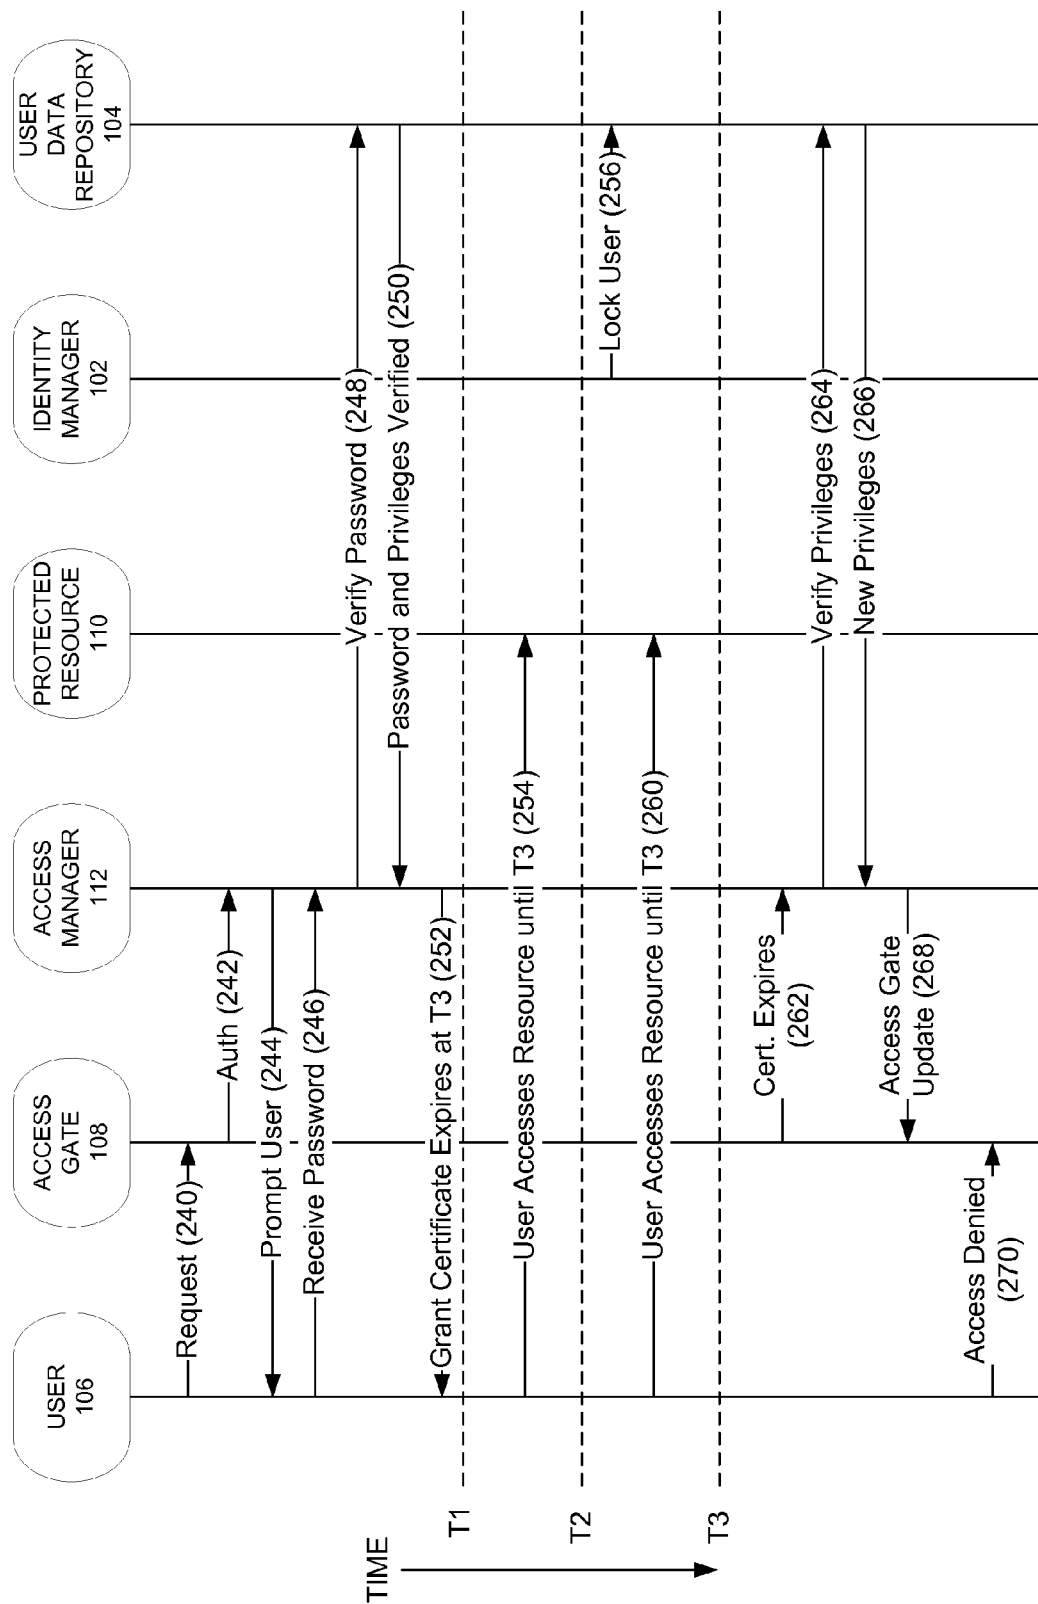 USER
106
ACCESS
GATE
108
ACCESS
MANAGER
112
PROTECTED
RESOURCE
110
IDENTITY
MANAGER
102
USER
DATA
REPOSITORY
104
TIME
Request (240)
Auth (242)
Prompt User (244)
Receive Password (246)
Verify Password (248)
Password and Privileges Verified (250)
Grant Certificate Expires at T3 (252)
T1
User Accesses Resource until T3 (254)
T2
Lock User (256)
User Accesses Resource until T3 (260)
T3
Cert. Expires
(262)
Verify Privileges (264)
New Privileges (266)
Access Gate
Update (268)
Access Denied
(270)